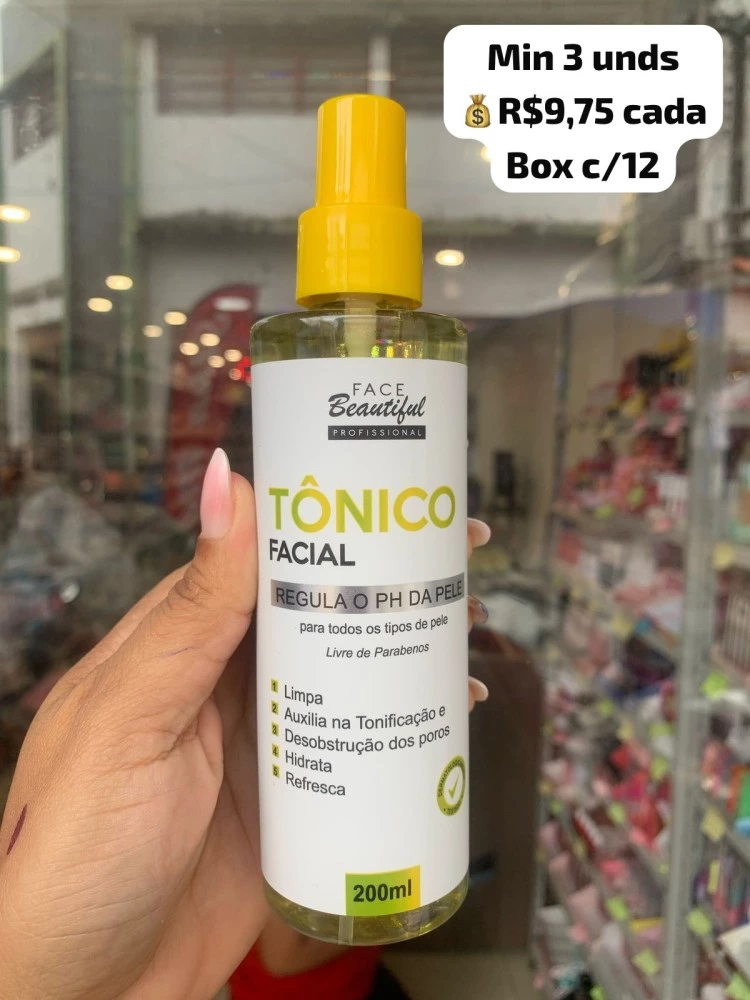 Min 3 unds
💰R$9,75 cada
Box c/12
FACE
Beautiful
PROFISSIONAL
TÔNICO
FACIAL
REGULA O PH DA PELE
para todos os tipos de pele
Livre de Parabenos
1 Limpa
2 Auxilia na Tonificação e
3 Desobstrução dos poros
4 Hidrata
5 Refresca
200ml